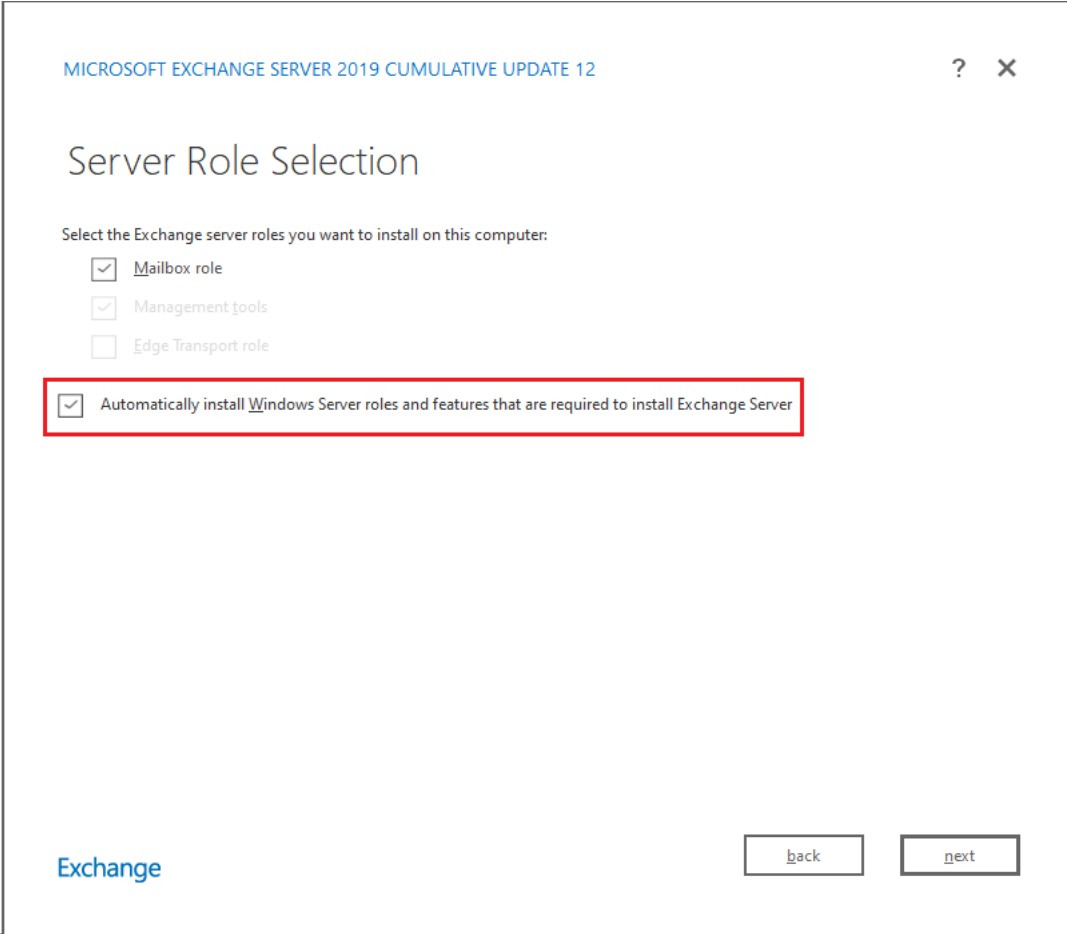 MICROSOFT EXCHANGE SERVER 2019 CUMULATIVE UPDATE 12
?
Server Role Selection
Select the Exchange server roles you want to install on this computer:
Mailbox role
Management tools
Edge Transport role
Automatically install Windows Server roles and features that are required to install Exchange Server
Exchange
back
next